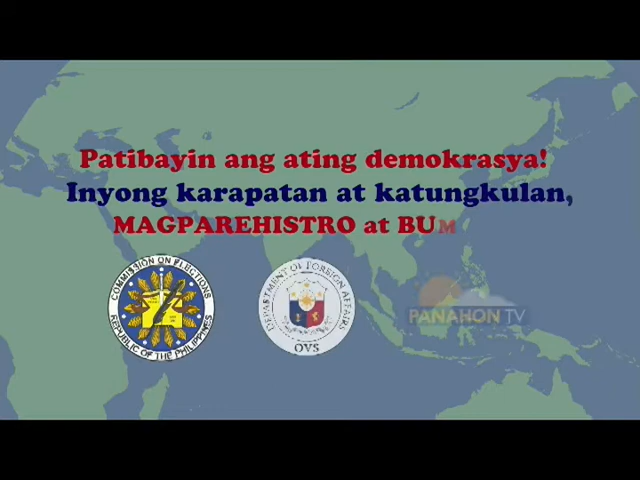 Patibayin ang ating demokrasya!
Inyong karapatan at katungkulan,
MAGPAREHISTRO at BUM
COMMISSION ON ELECTIONS
REPUBLIC OF THE PHILIPPINES
DEPARTMENT OF FOREIGN AFFAIRS
OVS
PANAHON TV